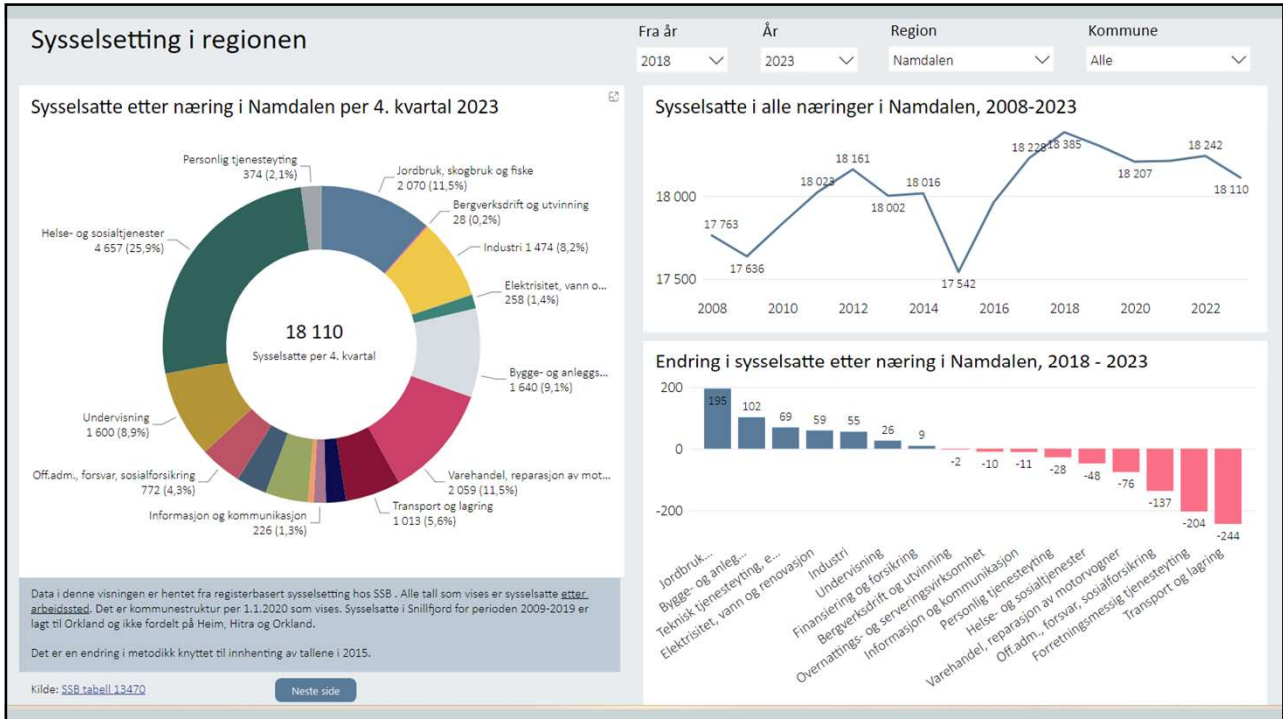 Sysselsetting i regionen
Fra år
2018
År
2023
Region
Namdalen
Kommune
Alle
Sysselsatte etter næring i Namdalen per 4. kvartal 2023
Personlig tjenesteyting
374 (2,1%)
Jordbruk, skogbruk og fiske
2 070 (11,5%)
Bergverksdrift og utvinning
28 (0,2%)
Industri 1 474 (8,2%)
Elektrisitet, vann o...
258 (1,4%)
Bygge- og anleggs...
1 640 (9,1%)
Varehandel, reparasjon av mot...
2 059 (11,5%)
Transport og lagring
1 013 (5,6%)
Informasjon og kommunikasjon
226 (1,3%)
Off.adm., forsvar, sosialforsikring
772 (4,3%)
Undervisning
1 600 (8,9%)
Helse- og sosialtjenester
4 657 (25,9%)
18 110
Sysselsatte per 4. kvartal
Data i denne visningen er hentet fra registerbasert sysselsetting hos SSB . Alle tall som vises er sysselsatte etter
arbeidssted. Det er kommunestruktur per 1.1.2020 som vises. Sysselsatte i Snillfjord for perioden 2009-2019 er
lagt til Orkland og ikke fordelt på Heim, Hitra og Orkland.
Det er en endring i metodikk knyttet til innhenting av tallene i 2015.
Kilde: SSB tabell 13470
Neste side
Sysselsatte i alle næringer i Namdalen, 2008-2023
18 000
17 500
17 763
17 636
18 023
18 161
18 002
18 016
17 542
18 228
18 385
18 207
18 242
18 110
2008
2010
2012
2014
2016
2018
2020
2022
Endring i sysselsatte etter næring i Namdalen, 2018 - 2023
200
0
-200
195
102
69
59
55
26
9
-2
-10
-11
-28
-48
-76
-137
-204
-244
Jordbruk...
Bygge- og anleg...
Teknisk tjenesteyting, e...
Elektrisitet, vann og renovasjon
Industri
Undervisning
Finansiering og forsikring
Bergverksdrift og utvinning
Overnattings- og serveringsvirksomhet
Informasjon og kommunikasjon
Personlig tjenesteyting
Helse- og sosialtjenester
Varehandel, reparasjon av motorvogner
Off.adm., forsvar, sosialforsikring
Forretningsmessig tjenesteyting
Transport og lagring